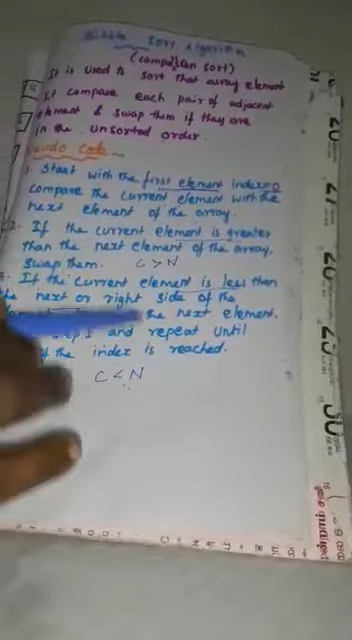 Bubble Sort Algorithm
(comparison sort)
It is used to sort that array element
It compare each pair of adjacent
element & swap them if they are
in the unsorted order.
Code
Start with the first element index=0
compare the current element with the
next element of the array.
2. If the current element is greater
than the next element of the array,
Swap them. C > N
If the current element is less than
the next or right side of the
the next element.
1 and repeat until
the index is reached.
C < N